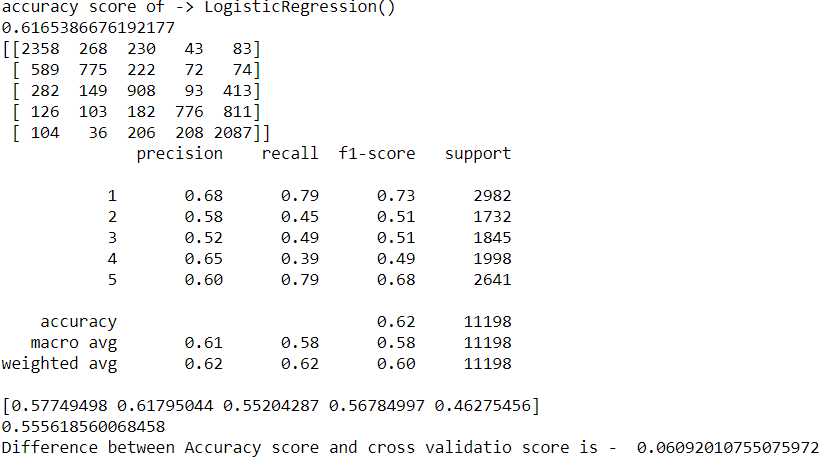 accuracy score of -> LogisticRegression()
0.6165386676192177
[[2358 268 230 43 83]
[ 589 775 222 72 74]
[ 282 149 908 93 413]
[ 126 103 182 776 811]
[ 104 36 206 208 2087]]
precision recall f1-score support
1 0.68 0.79 0.73 2982
2 0.58 0.45 0.51 1732
3 0.52 0.49 0.51 1845
4 0.65 0.39 0.49 1998
5 0.60 0.79 0.68 2641
accuracy 0.62 11198
macro avg 0.61 0.58 0.58 11198
weighted avg 0.62 0.62 0.60 11198
[0.57749498 0.61795044 0.55204287 0.56784997 0.46275456]
0.555618560068458
Difference between Accuracy score and cross validatio score is - 0.06092010755075972